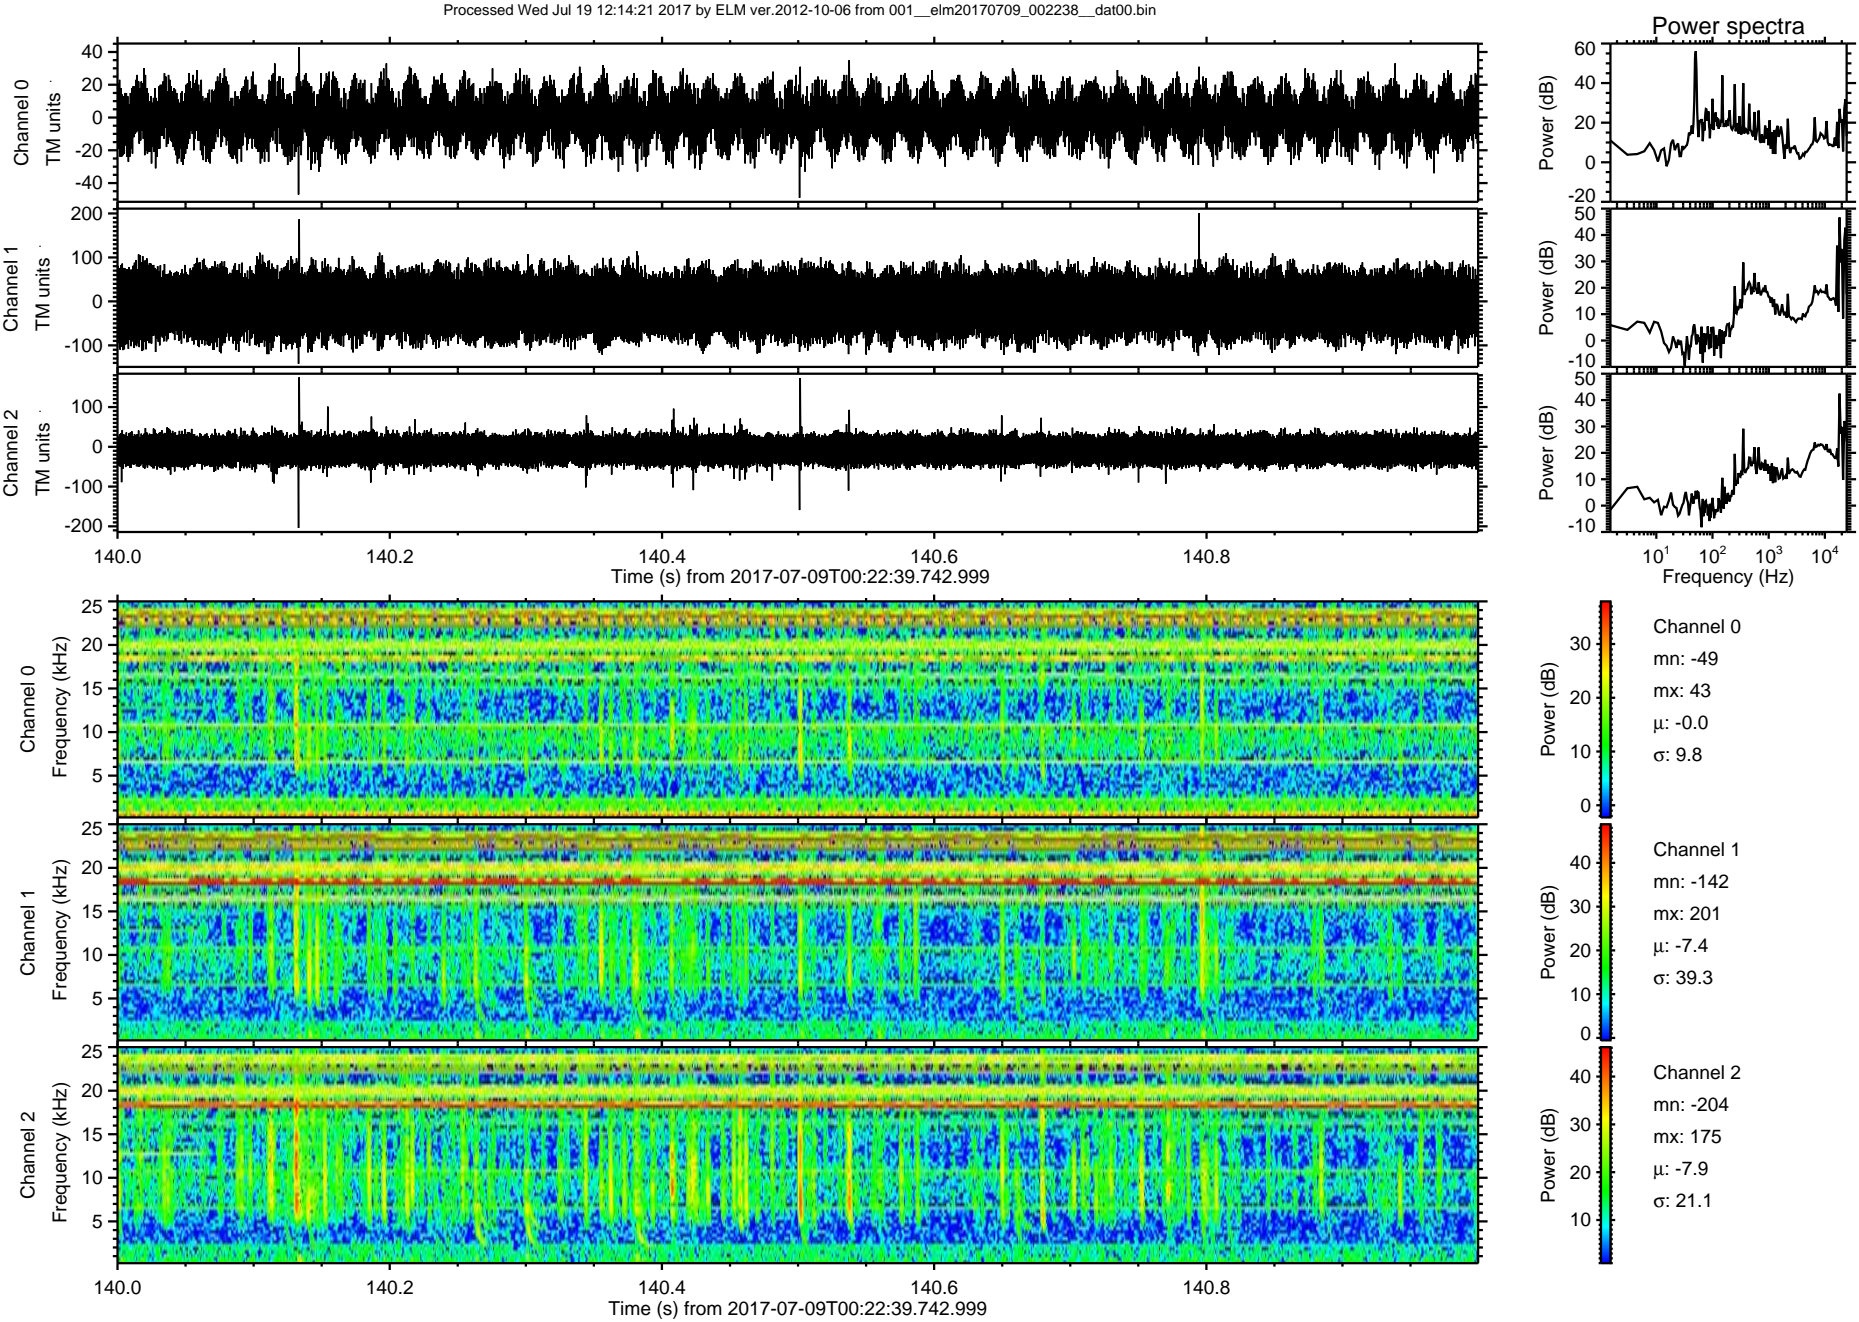 Processed Wed Jul 19 12:14:21 2017 by ELM ver.2012-10-06 from 001__elm20170709_002238__dat00.bin
Power spectra
Channel 0
TM units
40
20
0
-20
-40
Power (dB)
60
40
20
0
-20
Channel 1
TM units
200
100
0
-100
Power (dB)
50
40
30
20
10
0
-10
Channel 2
TM units
100
0
-100
-200
Power (dB)
50
40
30
20
10
0
-10
140.0 140.2 140.4 140.6 140.8
Time (s) from 2017-07-09T00:22:39.742.999
10^1 10^2 10^3 10^4
Frequency (Hz)
Channel 0
Frequency (kHz)
25
20
15
10
5
Power (dB)
30
20
10
0
Channel 0
mn: -49
mx: 43
μ: -0.0
σ: 9.8
Channel 1
Frequency (kHz)
25
20
15
10
5
Power (dB)
40
30
20
10
0
Channel 1
mn: -142
mx: 201
μ: -7.4
σ: 39.3
Channel 2
Frequency (kHz)
25
20
15
10
5
Power (dB)
40
30
20
10
Channel 2
mn: -204
mx: 175
μ: -7.9
σ: 21.1
140.0 140.2 140.4 140.6 140.8
Time (s) from 2017-07-09T00:22:39.742.999